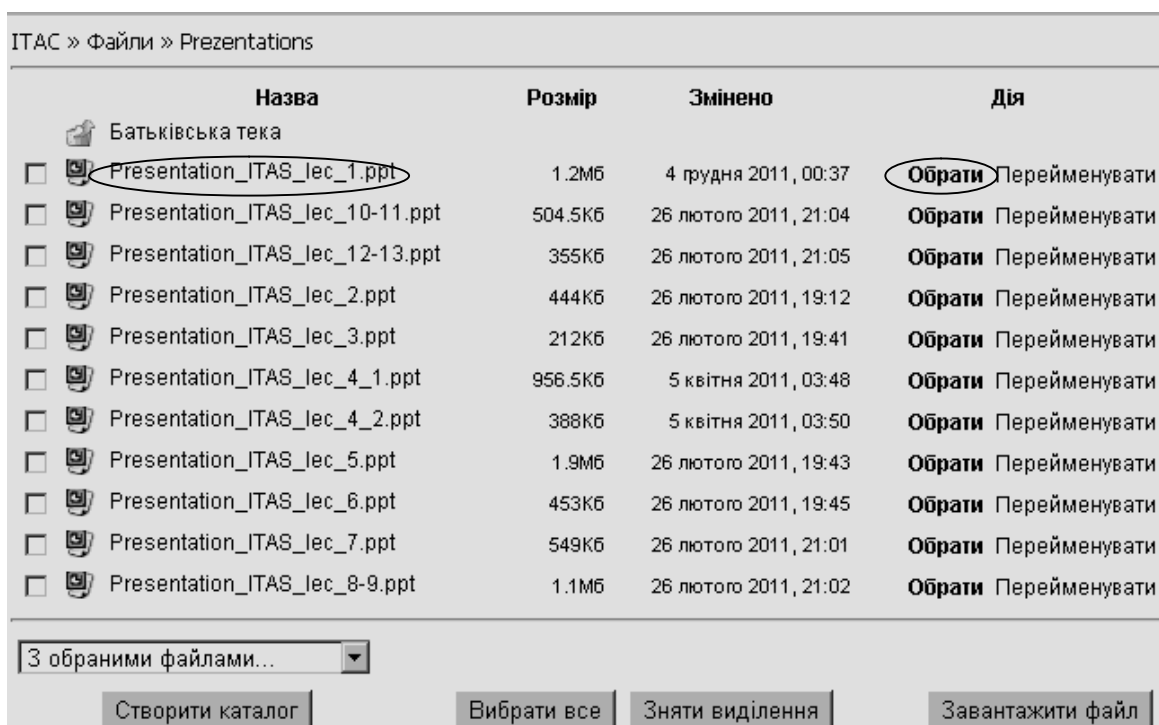 ІТАС » Файли » Prezentations
Назва Розмір Змінено Дія
Батьківська тека
Presentation_ITAS_lec_1.ppt 1.2Мб 4 грудня 2011, 00:37 Обрати Перейменувати
Presentation_ITAS_lec_10-11.ppt 504.5Кб 26 лютого 2011, 21:04 Обрати Перейменувати
Presentation_ITAS_lec_12-13.ppt 355Кб 26 лютого 2011, 21:05 Обрати Перейменувати
Presentation_ITAS_lec_2.ppt 444Кб 26 лютого 2011, 19:12 Обрати Перейменувати
Presentation_ITAS_lec_3.ppt 212Кб 26 лютого 2011, 19:41 Обрати Перейменувати
Presentation_ITAS_lec_4_1.ppt 956.5Кб 5 квітня 2011, 03:48 Обрати Перейменувати
Presentation_ITAS_lec_4_2.ppt 388Кб 5 квітня 2011, 03:50 Обрати Перейменувати
Presentation_ITAS_lec_5.ppt 1.9Мб 26 лютого 2011, 19:43 Обрати Перейменувати
Presentation_ITAS_lec_6.ppt 453Кб 26 лютого 2011, 19:45 Обрати Перейменувати
Presentation_ITAS_lec_7.ppt 549Кб 26 лютого 2011, 21:01 Обрати Перейменувати
Presentation_ITAS_lec_8-9.ppt 1.1Мб 26 лютого 2011, 21:02 Обрати Перейменувати
З обраними файлами...
Створити каталог Вибрати все Зняти виділення Завантажити файл